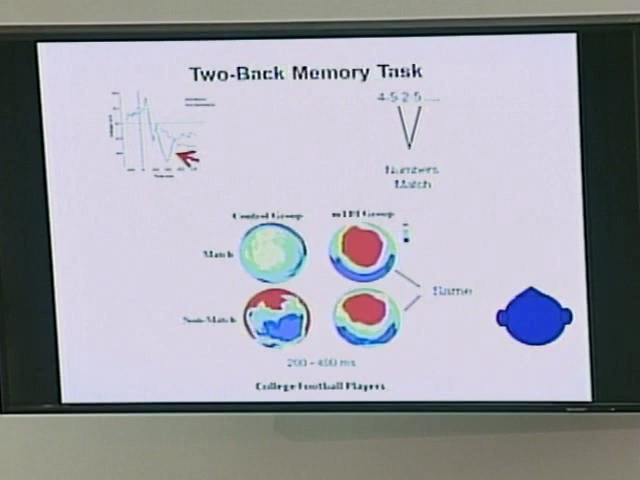 Two-Back Memory Task
4-5-2-5 ....
Numbers
Match
Control Group
mTBI Group
Match
Same
Non-Match
200 - 400 ms
College Football Players